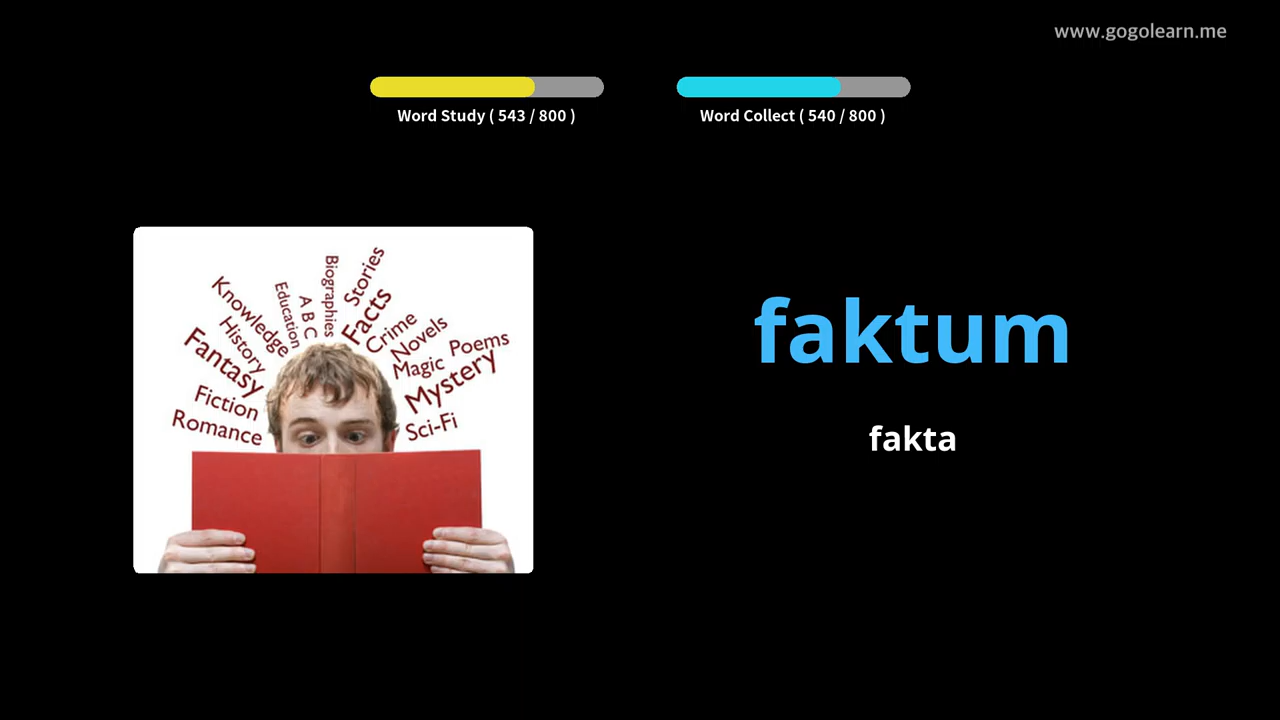 www.gogolearn.me
Word Study ( 543 / 800 )
Word Collect ( 540 / 800 )
Biographies
Stories
Education
A B C
Facts
Knowledge
History
Crime
Novels
Poems
Fantasy
Magic
Mystery
Fiction
Romance
Sci-Fi
faktum
fakta